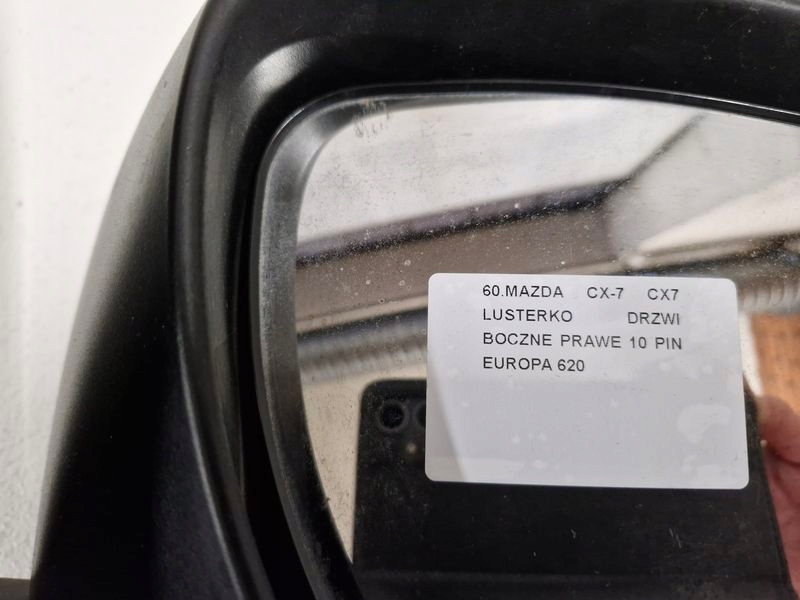 60.MAZDA CX-7 CX7
LUSTERKO DRZWI
BOCZNE PRAWE 10 PIN
EUROPA 620